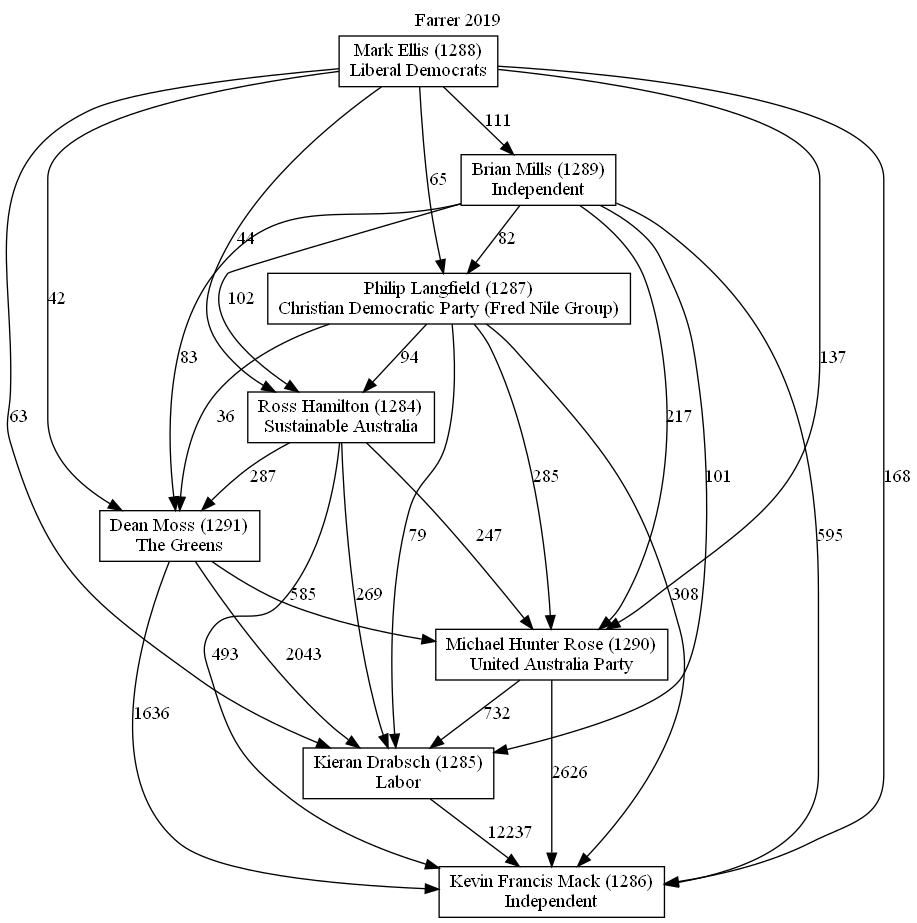 Farrer 2019
Mark Ellis (1288)
Liberal Democrats
111
Brian Mills (1289)
Independent
65
44
82
Philip Langfield (1287)
Christian Democratic Party (Fred Nile Group)
42
102
83
94
137
Ross Hamilton (1284)
Sustainable Australia
63
36
217
287
285
101
168
Dean Moss (1291)
The Greens
79
247
595
585
269
308
Michael Hunter Rose (1290)
United Australia Party
493
2043
1636
732
Kieran Drabsch (1285)
Labor
2626
12237
Kevin Francis Mack (1286)
Independent